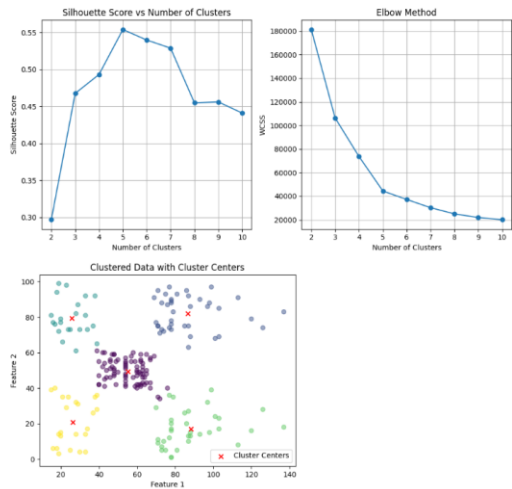 Silhouette Score vs Number of Clusters
Silhouette Score
0.55
0.50
0.45
0.40
0.35
0.30
2 3 4 5 6 7 8 9 10
Number of Clusters
Elbow Method
WCSS
180000
160000
140000
120000
100000
80000
60000
40000
20000
2 3 4 5 6 7 8 9 10
Number of Clusters
Clustered Data with Cluster Centers
Feature 2
100
80
60
40
20
0
20 40 60 80 100 120 140
Feature 1
Cluster Centers